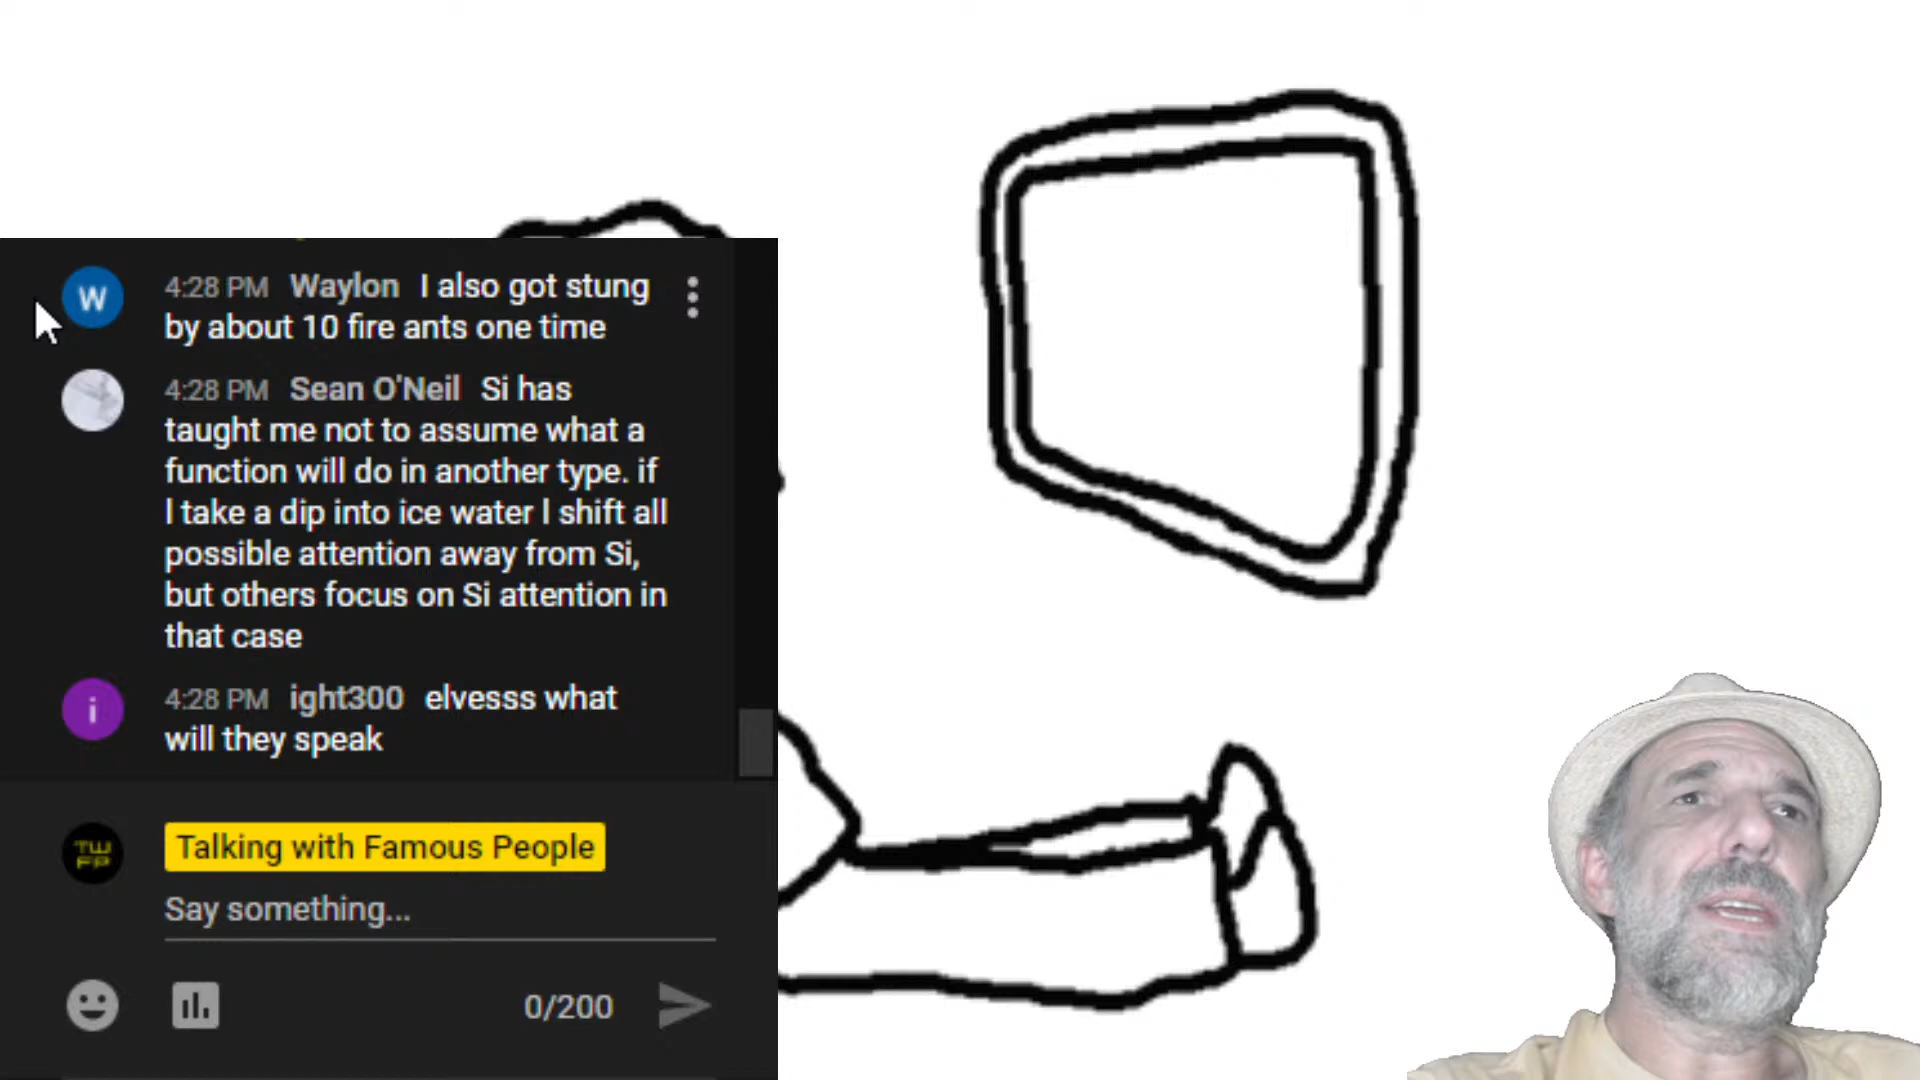 W
4:28 PM Waylon I also got stung
by about 10 fire ants one time
4:28 PM Sean O'Neil Si has
taught me not to assume what a
function will do in another type. if
I take a dip into ice water I shift all
possible attention away from Si,
but others focus on Si attention in
that case
i
4:28 PM ight300 elvesss what
will they speak
TW
FP
Talking with Famous People
Say something...
0/200